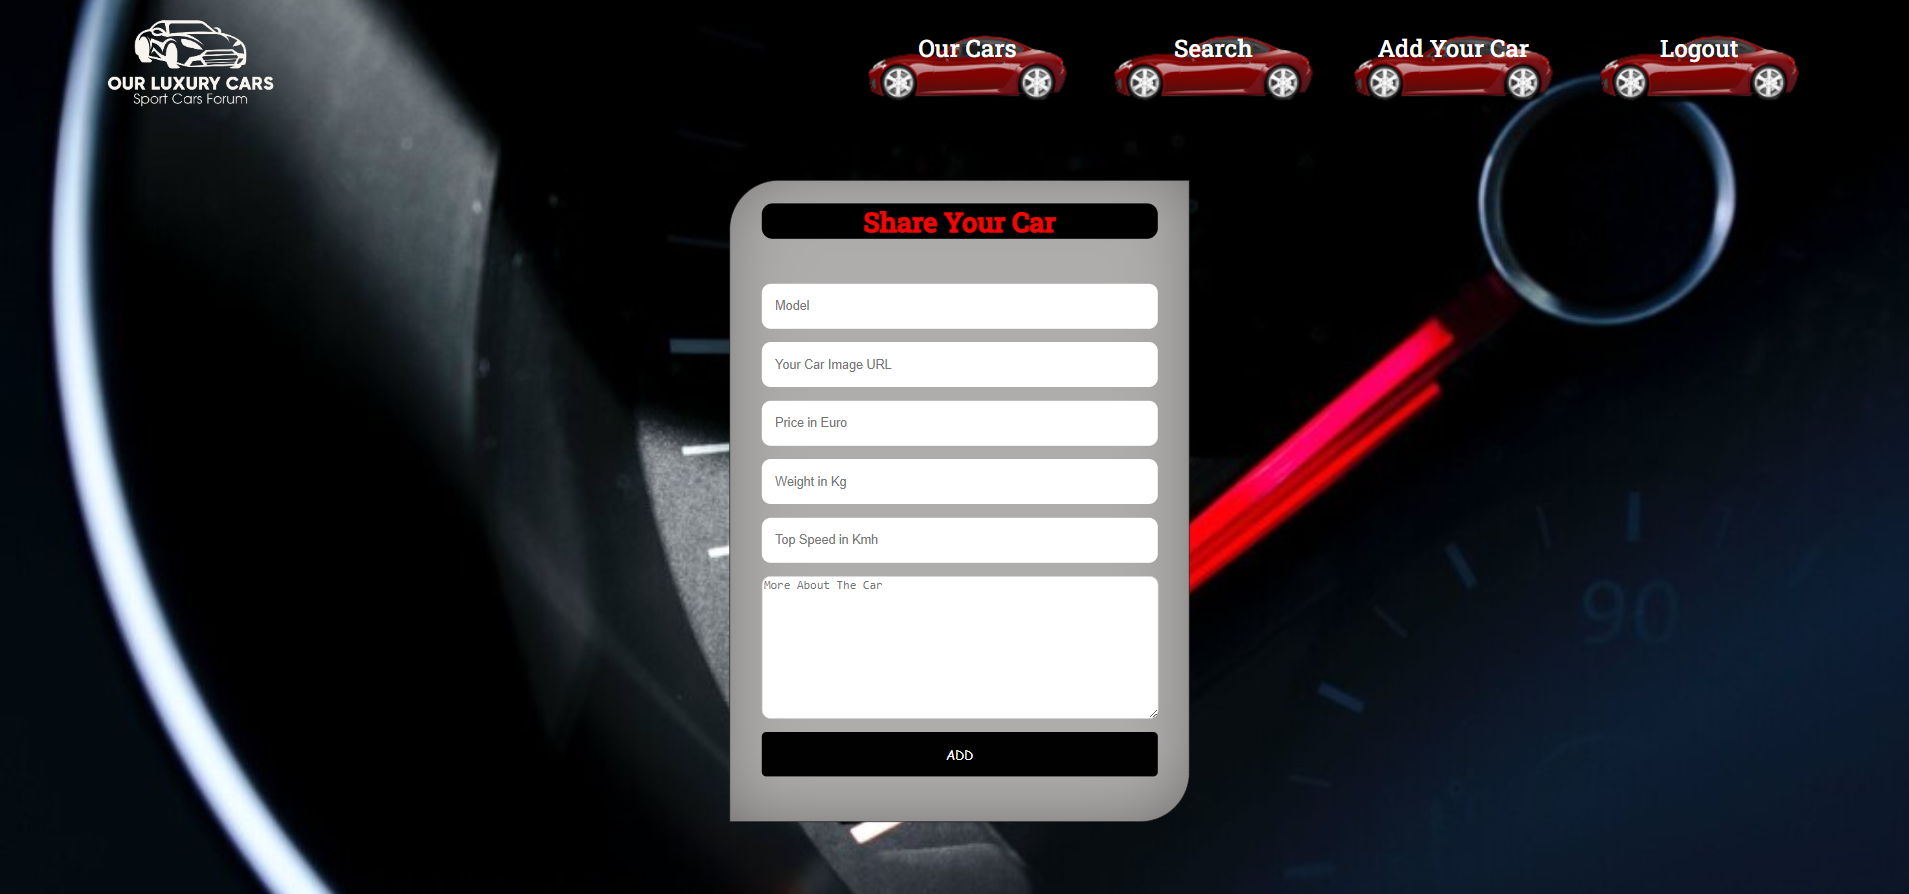 OUR LUXURY CARS
Sport Cars Forum
Our Cars
Search
Add Your Car
Logout
Share Your Car
Model
Your Car Image URL
Price in Euro
Weight in Kg
Top Speed in Kmh
More About The Car
ADD
90